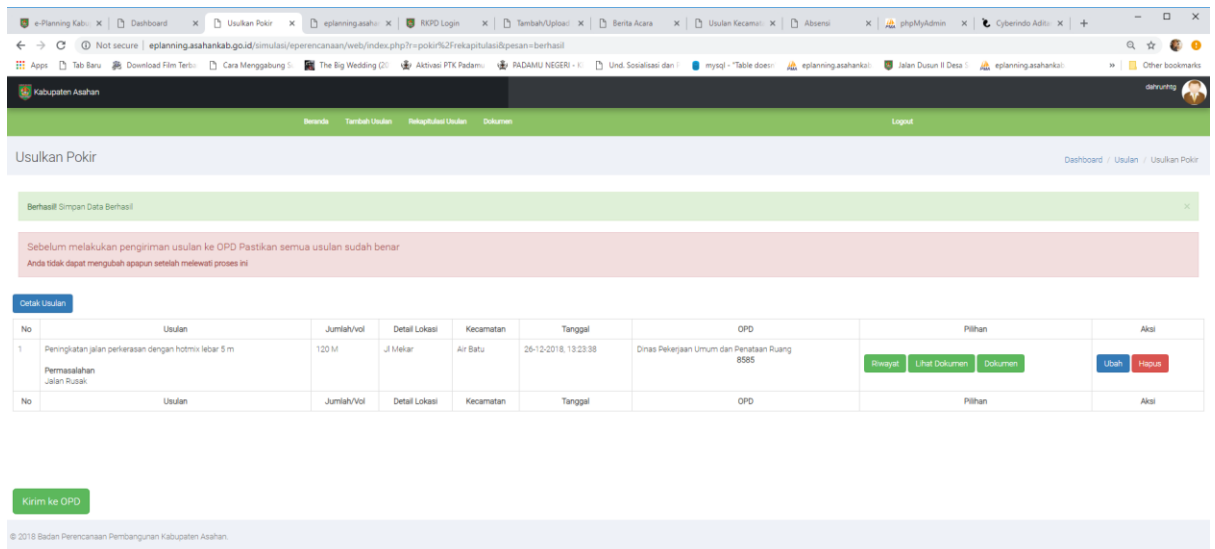 e-Planning Kabu
Dashboard
Usulkan Pokir
eplanning.asahan
RKPD Login
Tambah/Upload
Berita Acara
Usulan Kecamata
Absensi
phpMyAdmin
Cyberindo Aditar
Not secure | eplanning.asahankab.go.id/simulasi/eperencanaan/web/index.php?r=pokir%2Frekapitulasi&pesan=berhasil
Apps
Tab Baru
Download Film Terba
Cara Menggabung S
The Big Wedding (20
Aktivasi PTK Padamu
PADAMU NEGERI - K
Und. Sosialisasi dan
mysql - "Table doesn
eplanning.asahankab
Jalan Dusun II Desa S
eplanning.asahankab
Other bookmarks
Kabupaten Asahan
dahruntrg
Beranda Tambah Usulan Rekapitulasi Usulan Dokumen Logout
Usulkan Pokir
Dashboard / Usulan / Usulkan Pokir
Berhasil! Simpan Data Berhasil
Sebelum melakukan pengiriman usulan ke OPD Pastikan semua usulan sudah benar
Anda tidak dapat mengubah apapun setelah melewati proses ini
Cetak Usulan
No Usulan Jumlah/vol Detail Lokasi Kecamatan Tanggal OPD Pilihan Aksi
1 Peningkatan jalan perkerasan dengan hotmix lebar 5 m 120 M Jl Mekar Air Batu 26-12-2018, 13:23:38 Dinas Pekerjaan Umum dan Penataan Ruang
8585
Riwayat Lihat Dokumen Dokumen Ubah Hapus
Permasalahan
Jalan Rusak
No Usulan Jumlah/Vol Detail Lokasi Kecamatan Tanggal OPD Pilihan Aksi
Kirim ke OPD
© 2018 Badan Perencanaan Pembangunan Kabupaten Asahan.